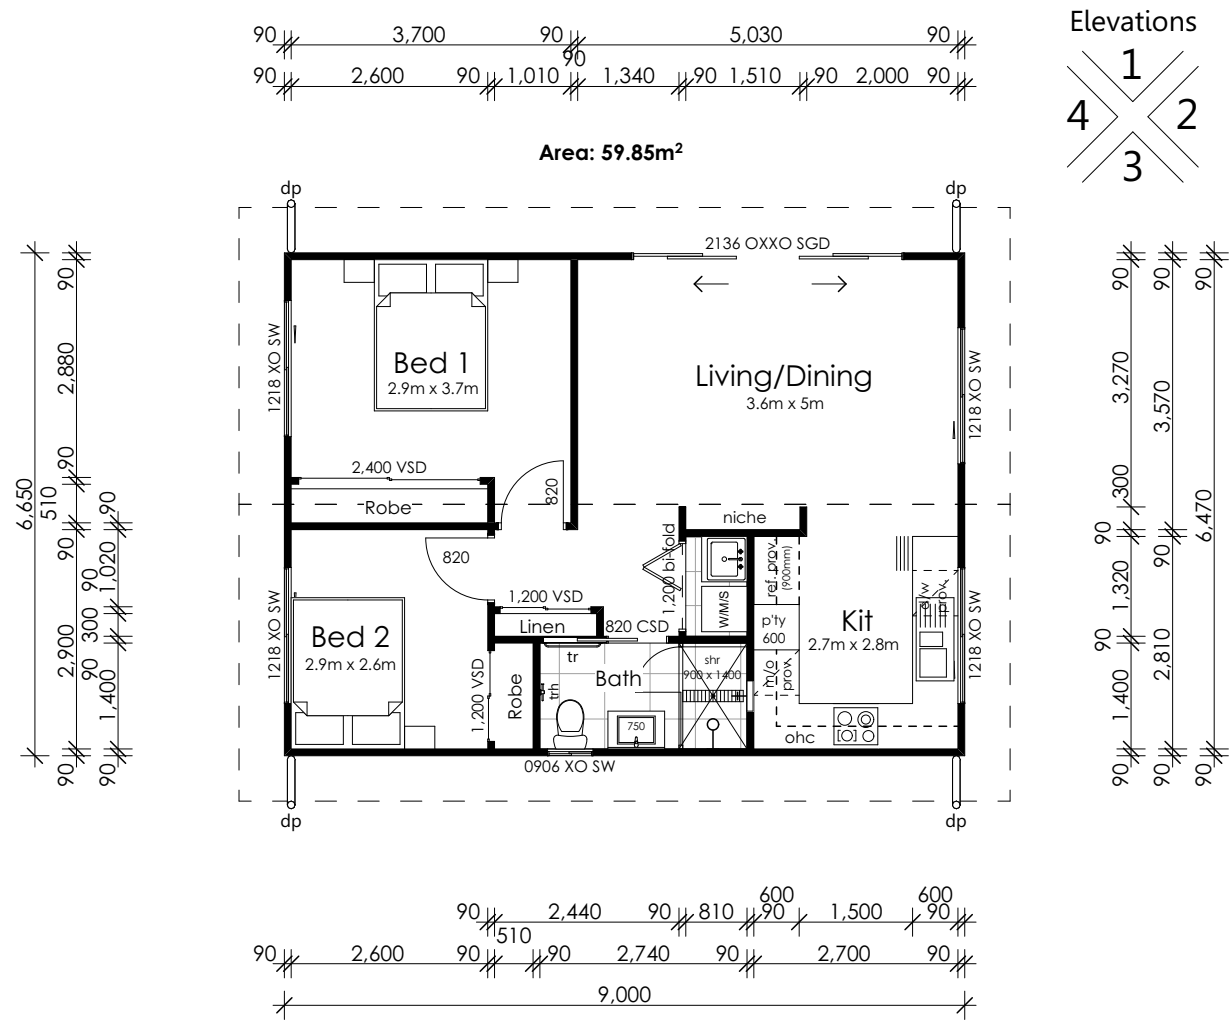 Elevations
1
4 2
3
90 3,700 90 5,030 90
90
90 2,600 90 1,010 1,340 90 1,510 90 2,000 90
Area: 59.85m²
dp dp
2136 OXXO SGD
1218 XO SW
Bed 1
2.9m x 3.7m
Living/Dining
3.6m x 5m
1218 XO SW
2,400 VSD
Robe
820
niche
820
1,200 bi-fold
ref. prov.
(900mm)
d/w
prov.
1,200 VSD
W/M/S
p'ty
600
Kit
2.7m x 2.8m
Linen
820 CSD
1218 XO SW
Bed 2
2.9m x 2.6m
1,200 VSD
Robe
tr
trh
Bath
shr
900 x 1400
m/o
prov.
1218 XO SW
750
ohc
0906 XO SW
dp dp
6,650
90
2,880
90
510
90
2,900
90
90
1,020
90
300
90
1,400
90
90
3,270
300
90
1,320
90
1,400
90
90
3,570
90
2,810
90
90
6,470
90
600 600
90 2,440 90 810 90 1,500 90
510
90 2,600 90 90 2,740 90 2,700 90
9,000